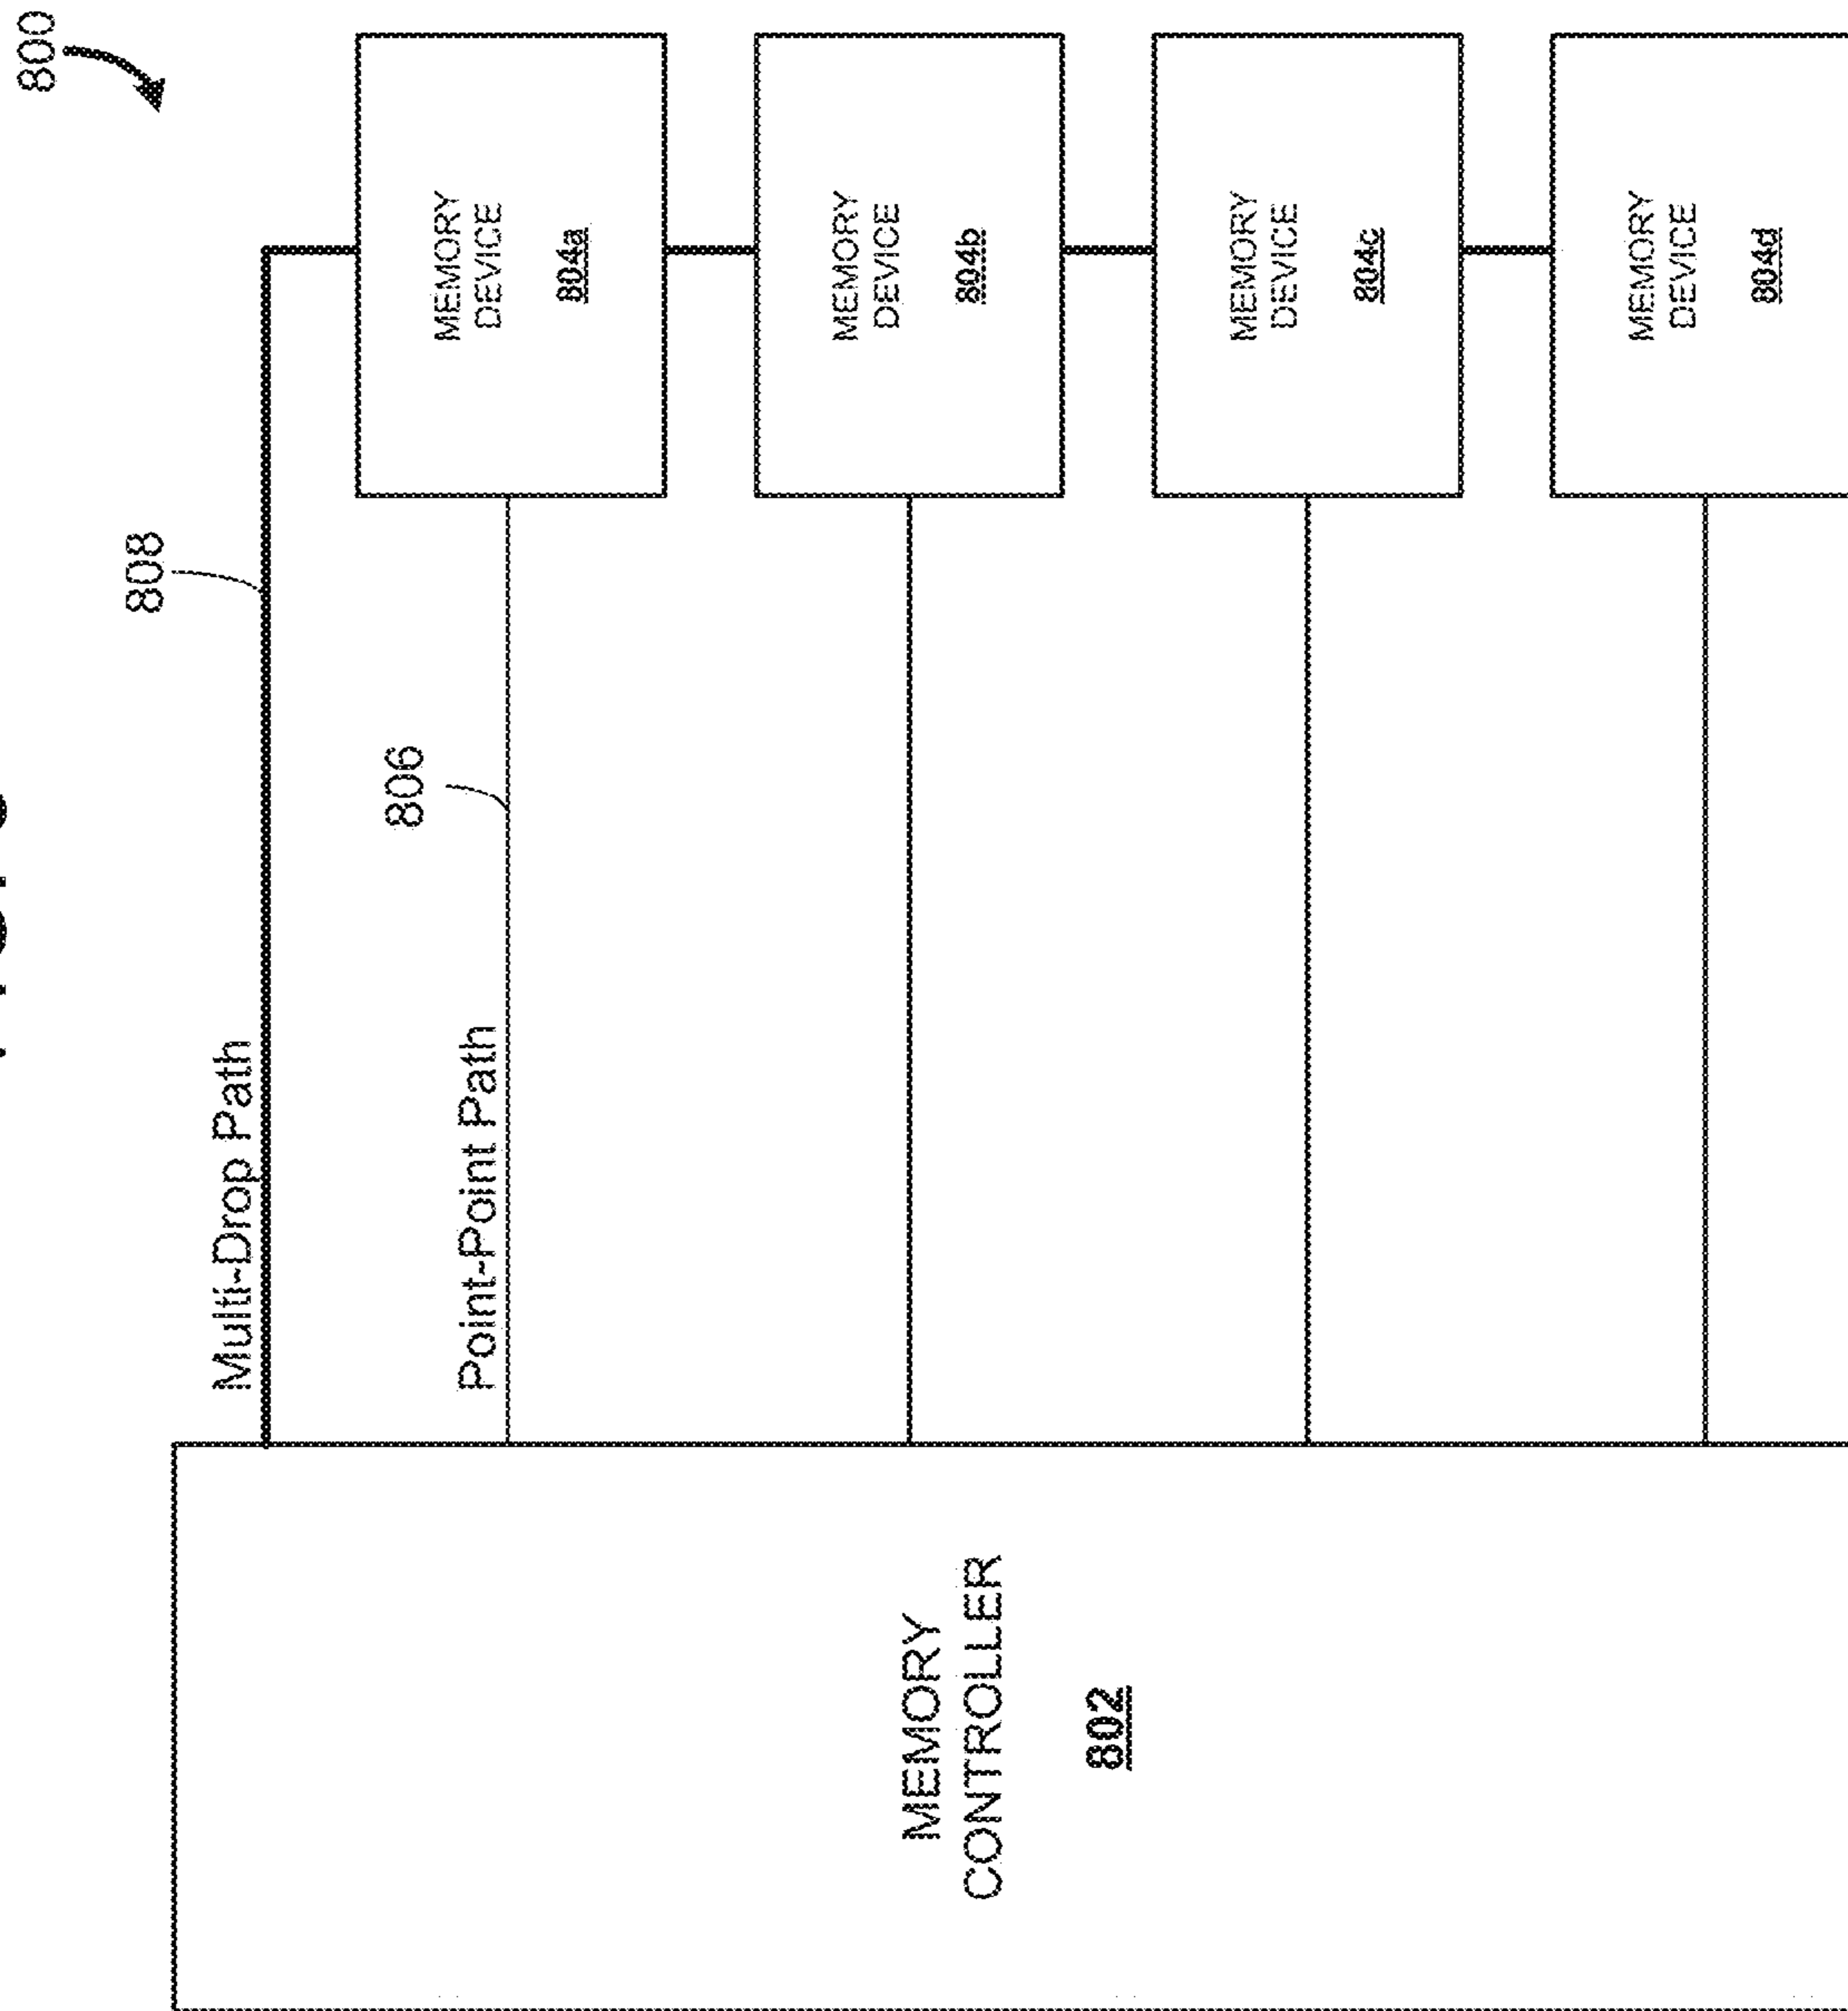 800
808
Multi-Drop Path
806
Point-Point Path
MEMORY
DEVICE
804a
MEMORY
DEVICE
804b
MEMORY
DEVICE
804c
MEMORY
DEVICE
804d
MEMORY
CONTROLLER
802